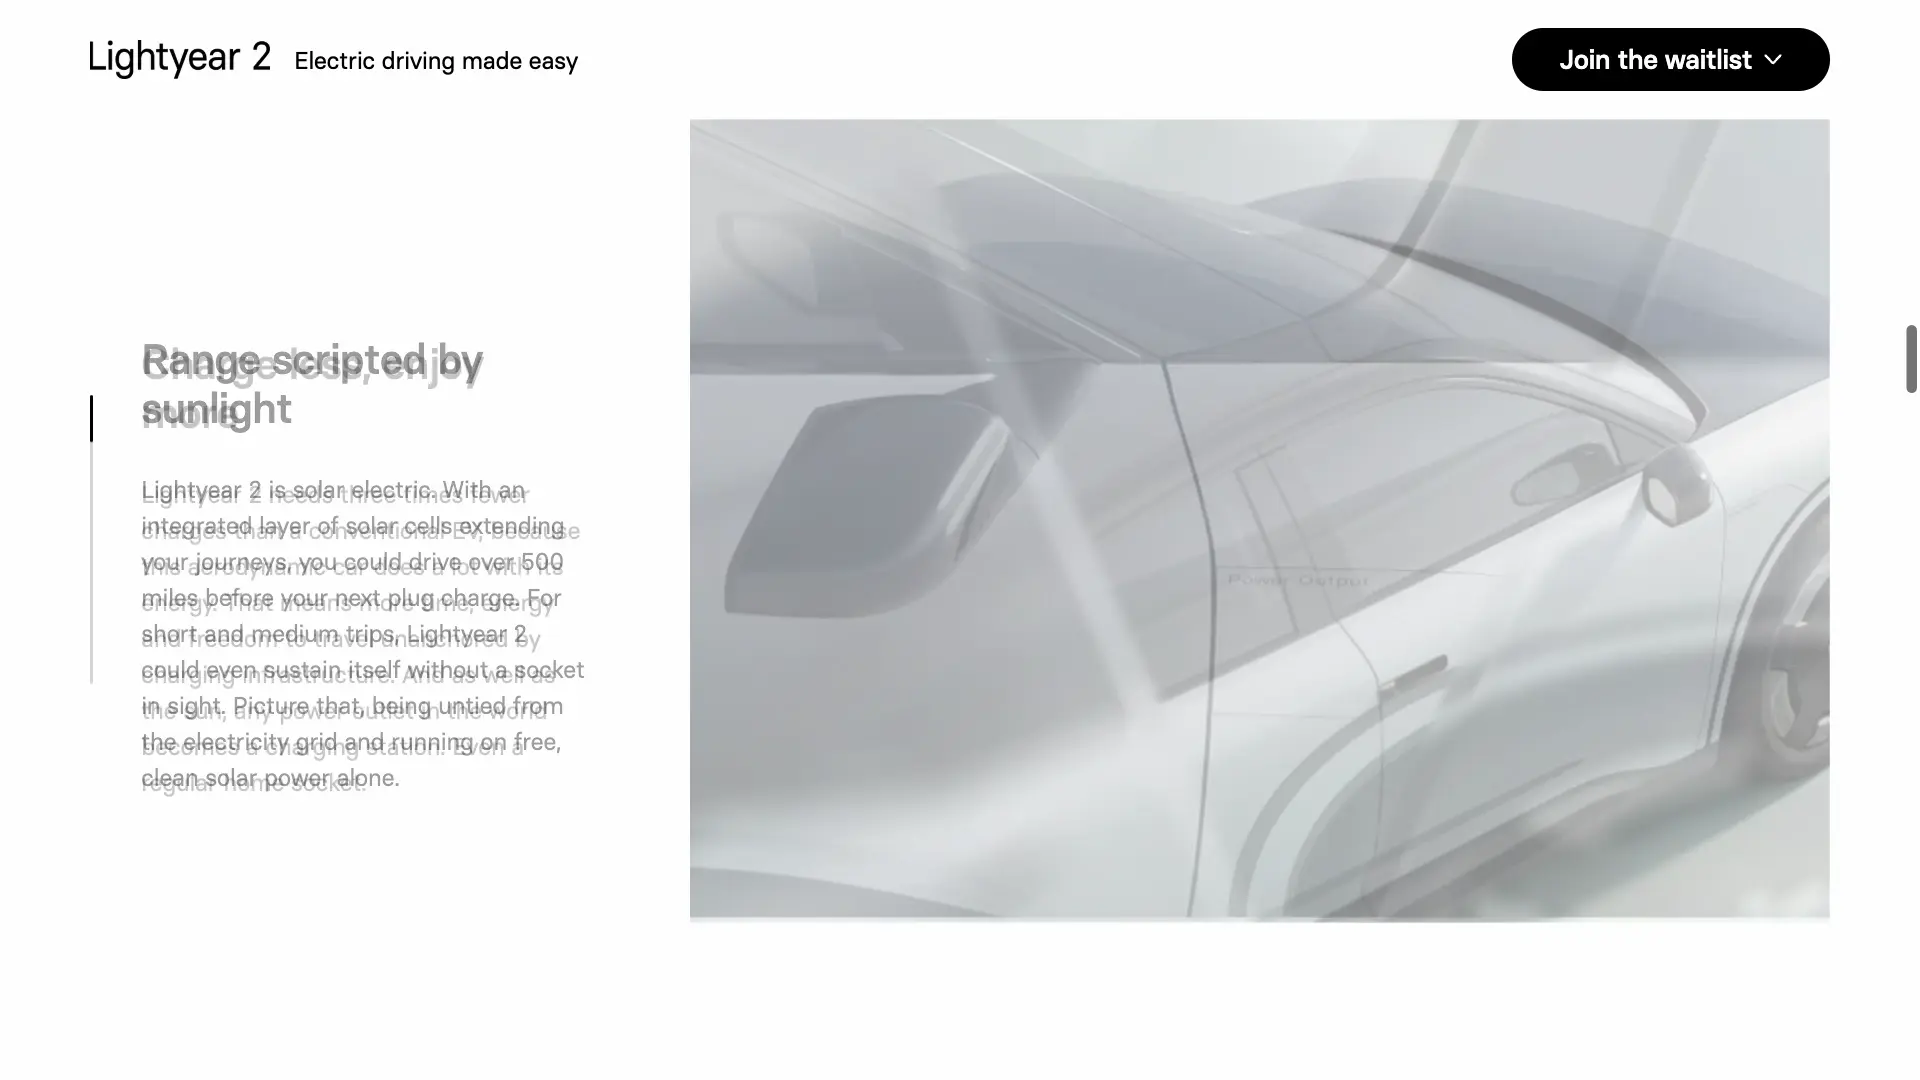 Lightyear 2 Electric driving made easy
Join the waitlist
Range scripted by
sunlight
Lightyear 2 is solar electric. With an
integrated layer of solar cells extending
your journeys, you could drive over 500
miles before your next plug charge. For
short and medium trips, Lightyear 2
could even sustain itself without a socket
in sight. Picture that, being untied from
the electricity grid and running on free,
clean solar power alone.
Charge less, enjoy
more
Lightyear 2 needs three times fewer
charges than a conventional EV, because
this aerodynamic car does a lot with its
energy. That means more time, energy
and freedom to travel unanchored by
charging infrastructure. And as well as
the sun, any power outlet in the world
becomes a charging station. Even a
regular home socket.
Power Output